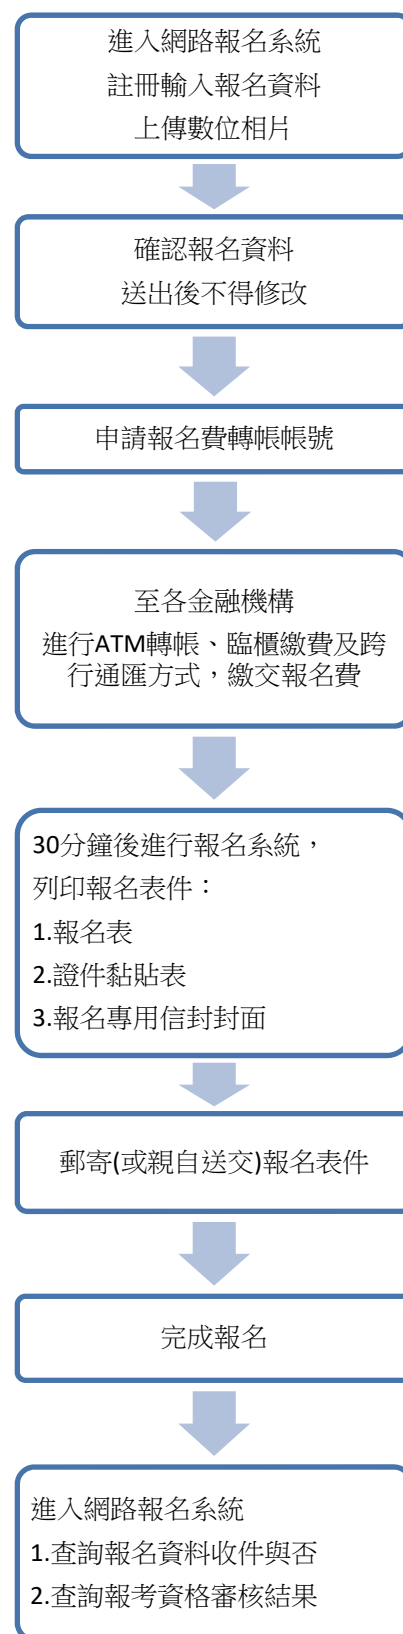 進入網路報名系統
註冊輸入報名資料
上傳數位相片
確認報名資料
送出後不得修改
申請報名費轉帳帳號
至各金融機構
進行ATM轉帳、臨櫃繳費及跨
行通匯方式，繳交報名費
30分鐘後進行報名系統，
列印報名表件：
1.報名表
2.證件黏貼表
3.報名專用信封封面
郵寄(或親自送交)報名表件
完成報名
進入網路報名系統
1.查詢報名資料收件與否
2.查詢報考資格審核結果